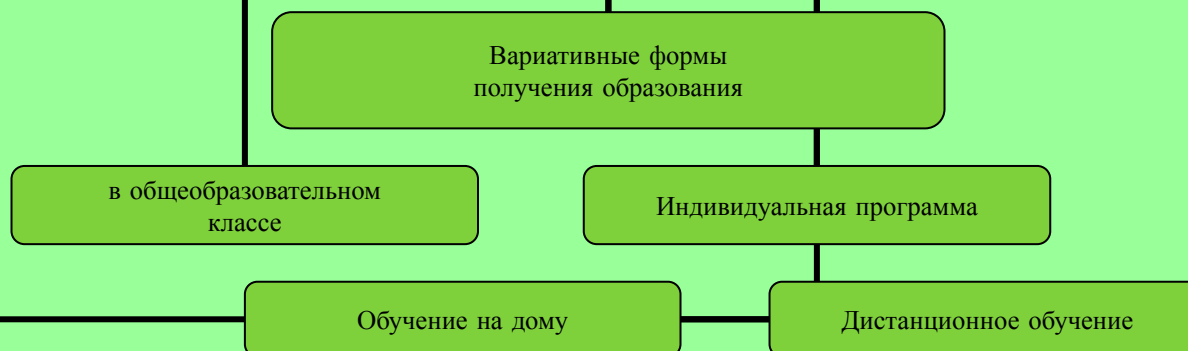 Вариативные формы
получения образования
в общеобразовательном
классе
Индивидуальная программа
Обучение на дому
Дистанционное обучение